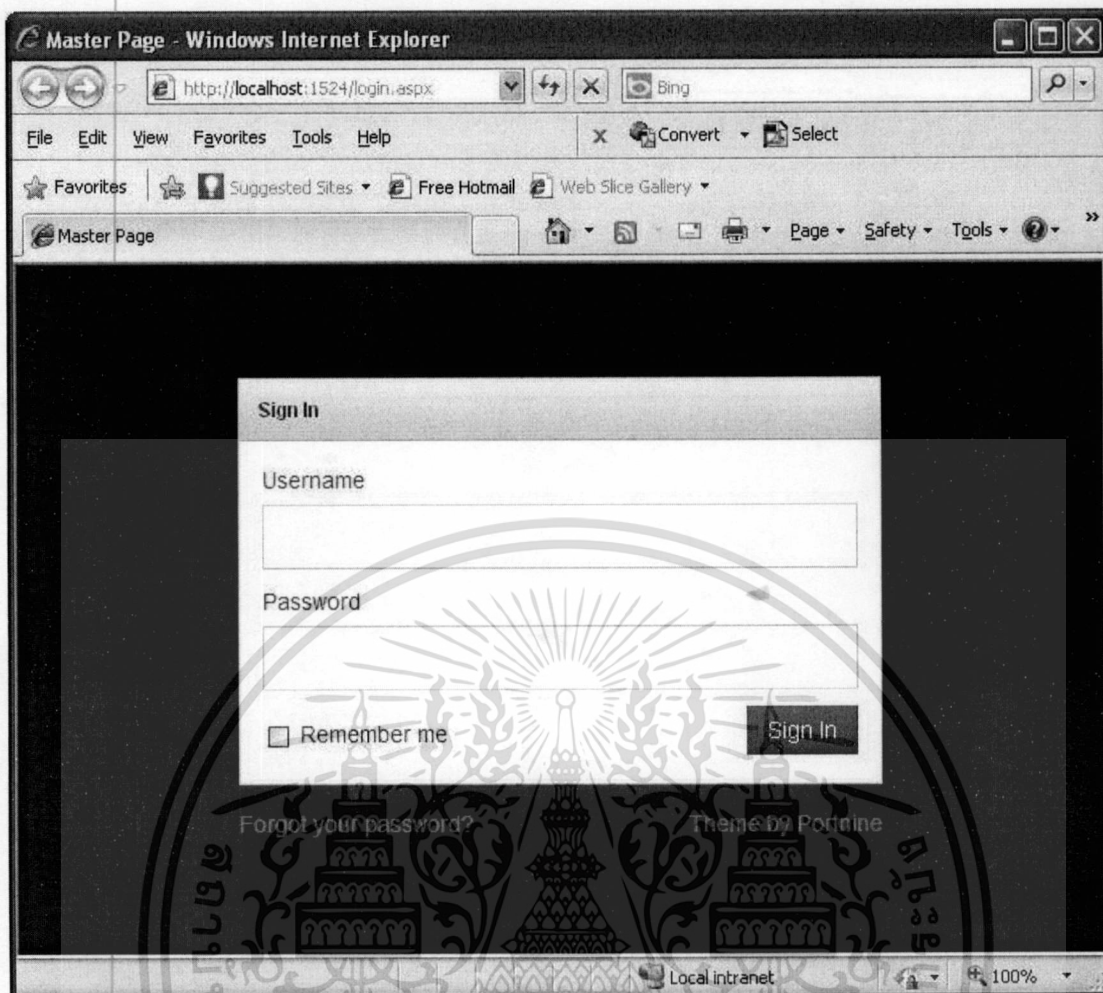 Master Page - Windows Internet Explorer
http://localhost:1524/login.aspx
Bing
File Edit View Favorites Tools Help
x Convert Select
Favorites Suggested Sites Free Hotmail Web Slice Gallery
Master Page
Page Safety Tools »
Sign In
Username
Password
Remember me
Sign In
Forgot your password?
Theme by Portnine
Local intranet
100%